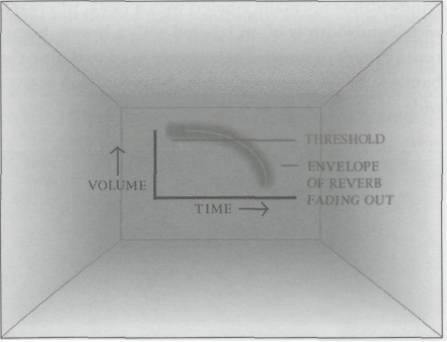 THRESHOLD
ENVELOPE
OF REVERB
FADING OUT
VOLUME
TIME